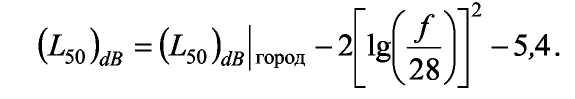 (L₅₀)dB = (L₅₀)dB|город − 2[lg(f/28)]² − 5,4.